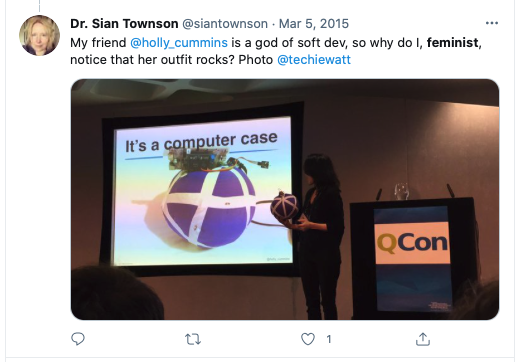 Dr. Sian Townson @siantownson · Mar 5, 2015
My friend @holly_cummins is a god of soft dev, so why do I, feminist,
notice that her outfit rocks? Photo @techiewatt
It's a computer case
QCon
1